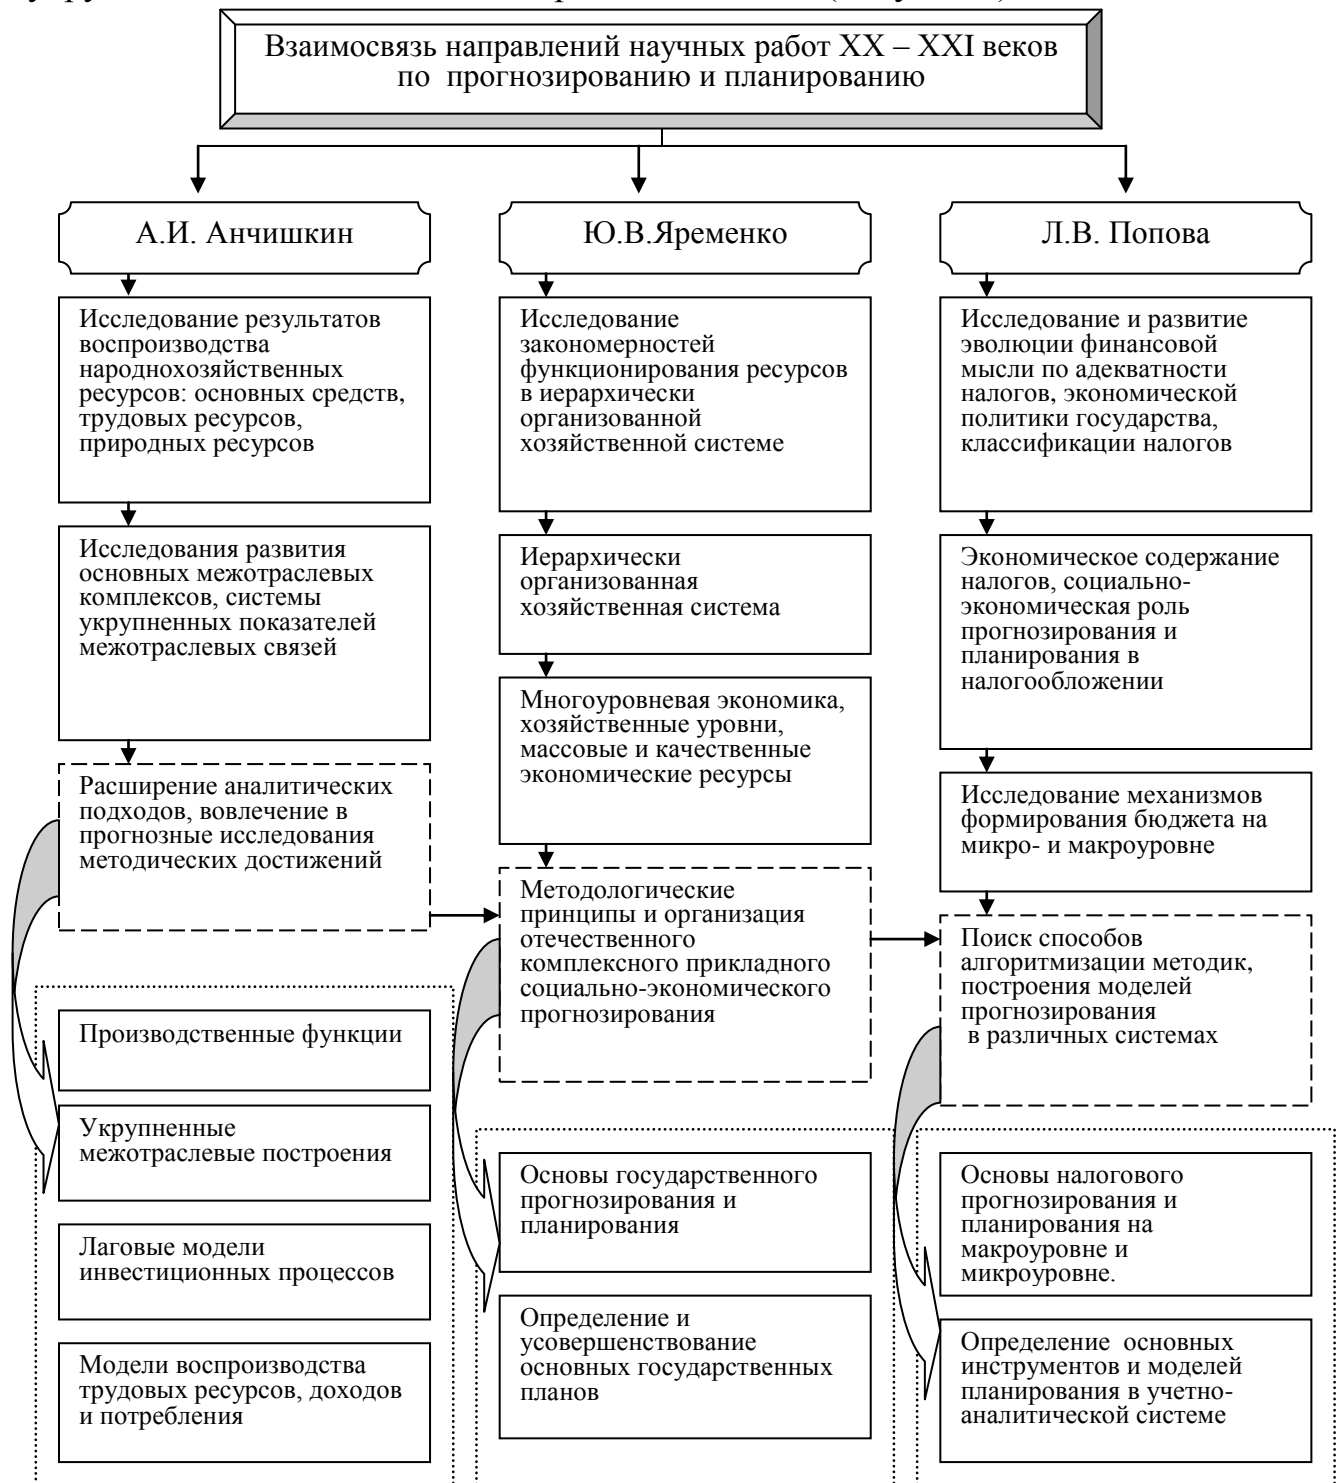 Взаимосвязь направлений научных работ XX – XXI веков
по прогнозированию и планированию
А.И. Анчишкин
Исследование результатов
воспроизводства
народнохозяйственных
ресурсов: основных средств,
трудовых ресурсов,
природных ресурсов
Исследования развития
основных межотраслевых
комплексов, системы
укрупненных показателей
межотраслевых связей
Расширение аналитических
подходов, вовлечение в
прогнозные исследования
методических достижений
Производственные функции
Укрупненные
межотраслевые построения
Лаговые модели
инвестиционных процессов
Модели воспроизводства
трудовых ресурсов, доходов
и потребления
Ю.В.Яременко
Исследование
закономерностей
функционирования ресурсов
в иерархически
организованной
хозяйственной системе
Иерархически
организованная
хозяйственная система
Многоуровневая экономика,
хозяйственные уровни,
массовые и качественные
экономические ресурсы
Методологические
принципы и организация
отечественного
комплексного прикладного
социально-экономического
прогнозирования
Основы государственного
прогнозирования и
планирования
Определение и
усовершенствование
основных государственных
планов
Л.В. Попова
Исследование и развитие
эволюции финансовой
мысли по адекватности
налогов, экономической
политики государства,
классификации налогов
Экономическое содержание
налогов, социально-
экономическая роль
прогнозирования и
планирования в
налогообложении
Исследование механизмов
формирования бюджета на
микро- и макроуровне
Поиск способов
алгоритмизации методик,
построения моделей
прогнозирования
в различных системах
Основы налогового
прогнозирования и
планирования на
макроуровне и
микроуровне.
Определение основных
инструментов и моделей
планирования в учетно-
аналитической системе